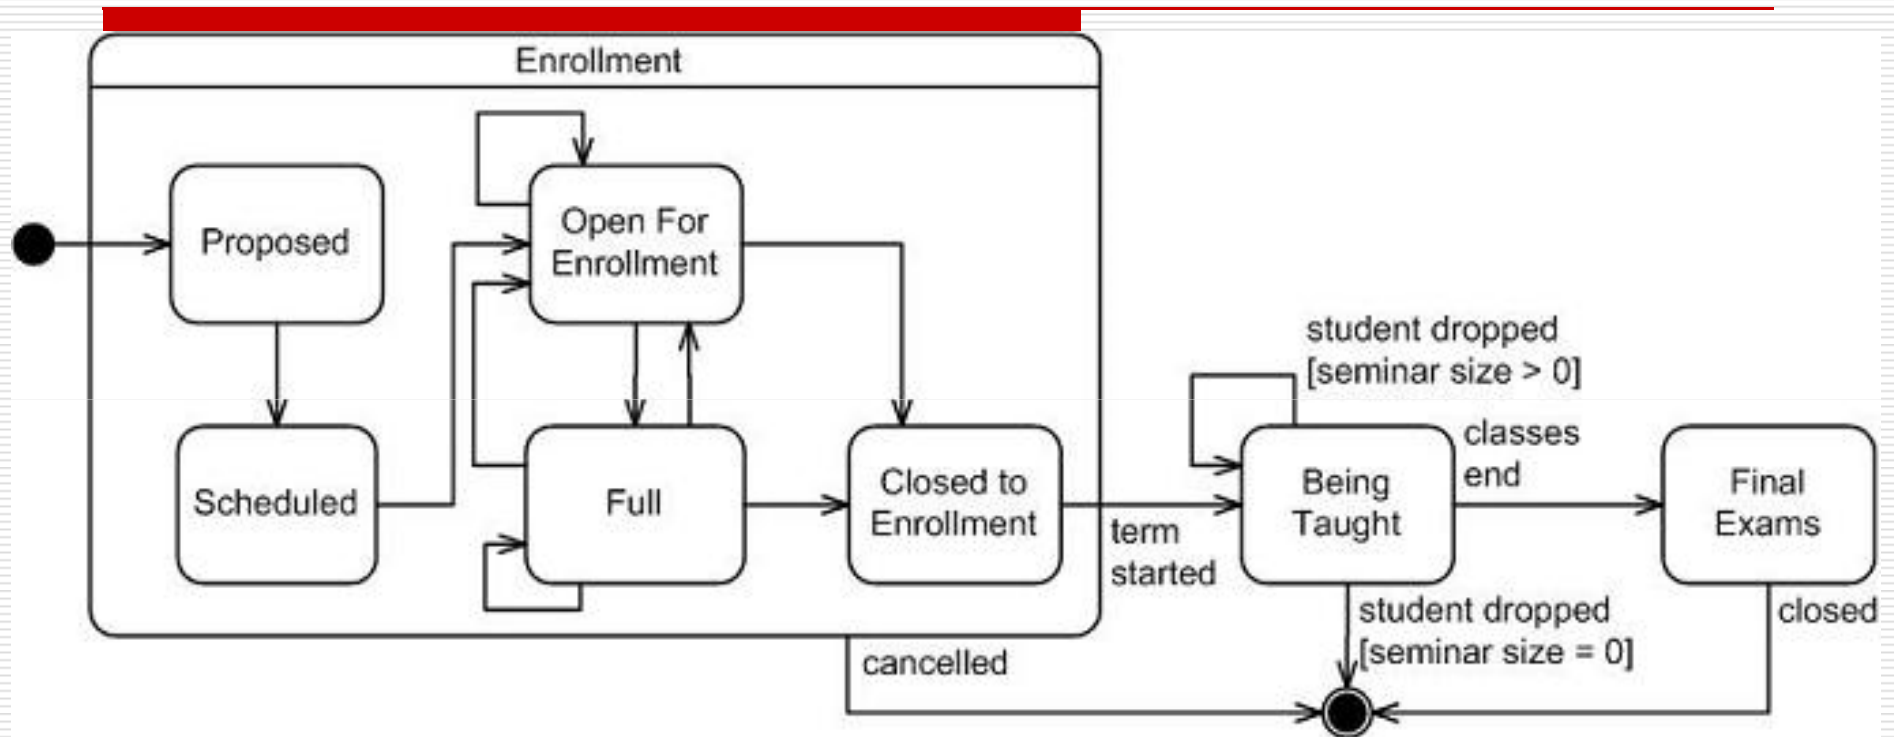 Enrollment
Proposed
Open For
Enrollment
Scheduled
Full
Closed to
Enrollment
term
started
student dropped
[seminar size > 0]
Being
Taught
classes
end
Final
Exams
student dropped
[seminar size = 0]
closed
cancelled